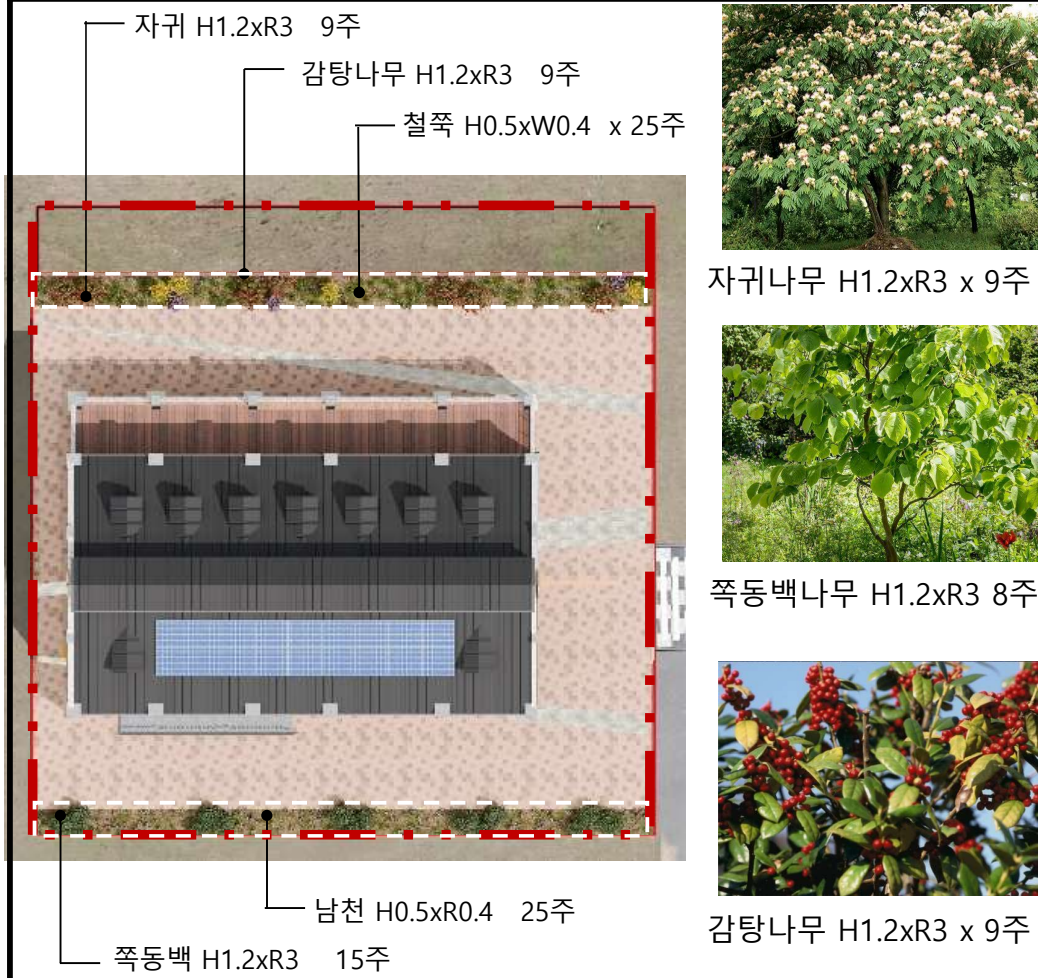 자귀 H1.2xR3 9주
감탕나무 H1.2xR3 9주
철쭉 H0.5xW0.4 x 25주
자귀나무 H1.2xR3 x 9주
쪽동백나무 H1.2xR3 8주
감탕나무 H1.2xR3 x 9주
남천 H0.5xR0.4 25주
쪽동백 H1.2xR3 15주